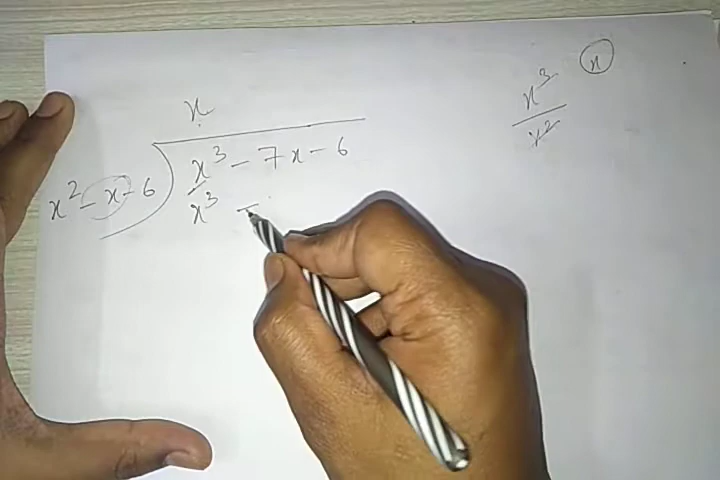 x
x² - x - 6 ) x³ - 7x - 6
x³ -
x³
x²
x